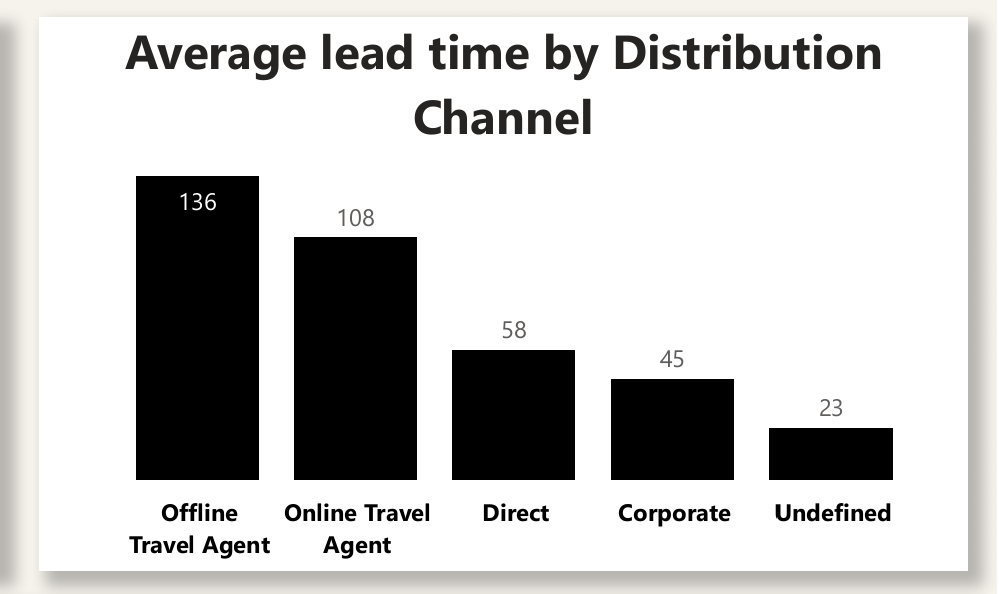 Average lead time by Distribution
Channel
136
108
58
45
23
Offline
Travel Agent
Online Travel
Agent
Direct
Corporate
Undefined